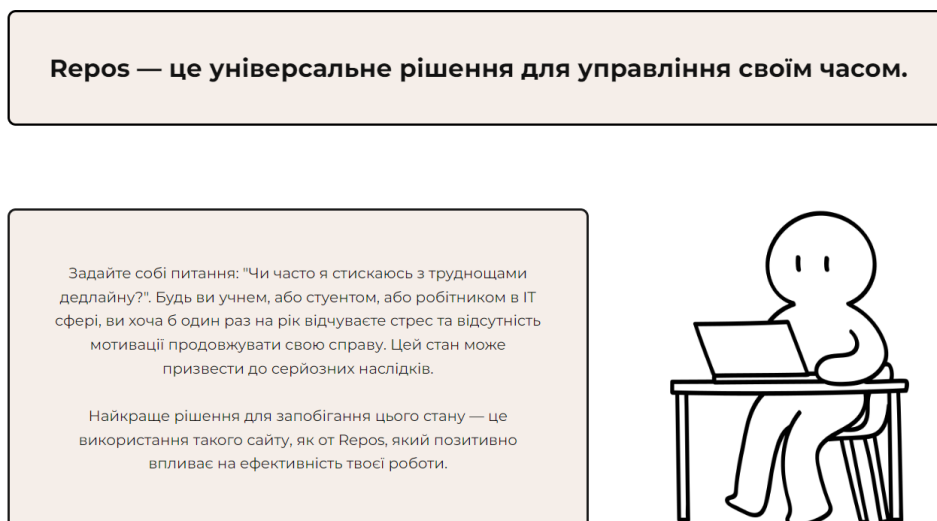 Repos — це універсальне рішення для управління своїм часом.
Задайте собі питання: "Чи часто я стискаюсь з труднощами
дедлайну?". Будь ви учнем, або стуентом, або робітником в ІТ
сфері, ви хоча б один раз на рік відчуваєте стрес та відсутність
мотивації продовжувати свою справу. Цей стан може
призвести до серйозних наслідків.
Найкраще рішення для запобігання цього стану — це
використання такого сайту, як от Repos, який позитивно
впливає на ефективність твоєї роботи.